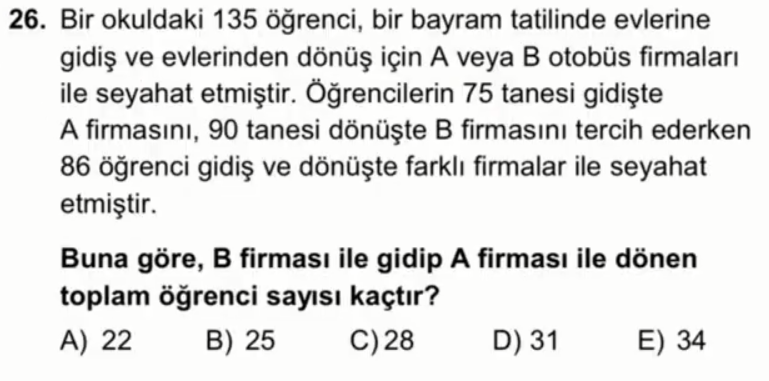 26. Bir okuldaki 135 öğrenci, bir bayram tatilinde evlerine
gidiş ve evlerinden dönüş için A veya B otobüs firmaları
ile seyahat etmiştir. Öğrencilerin 75 tanesi gidişte
A firmasını, 90 tanesi dönüşte B firmasını tercih ederken
86 öğrenci gidiş ve dönüşte farklı firmalar ile seyahat
etmiştir.
Buna göre, B firması ile gidip A firması ile dönen
toplam öğrenci sayısı kaçtır?
A) 22 B) 25 C) 28 D) 31 E) 34